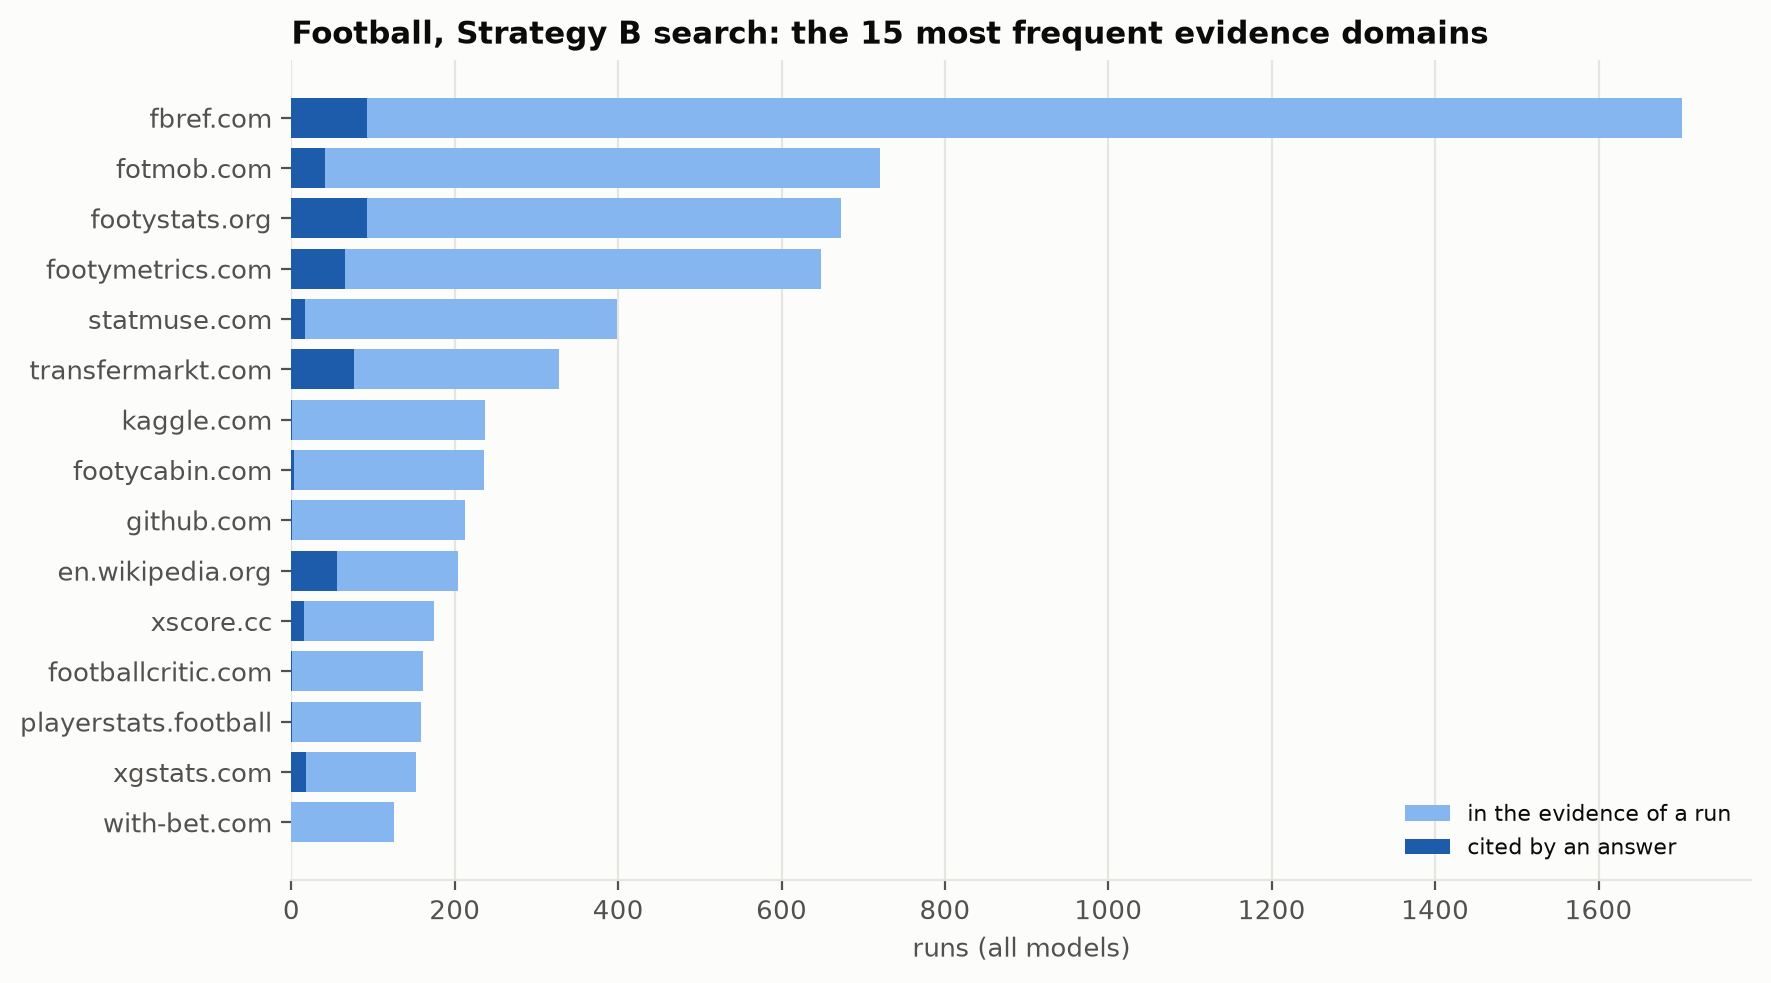 Football, Strategy B search: the 15 most frequent evidence domains
fbref.com
fotmob.com
footystats.org
footymetrics.com
statmuse.com
transfermarkt.com
kaggle.com
footycabin.com
github.com
en.wikipedia.org
xscore.cc
footballcritic.com
playerstats.football
xgstats.com
with-bet.com
in the evidence of a run
cited by an answer
0 200 400 600 800 1000 1200 1400 1600
runs (all models)